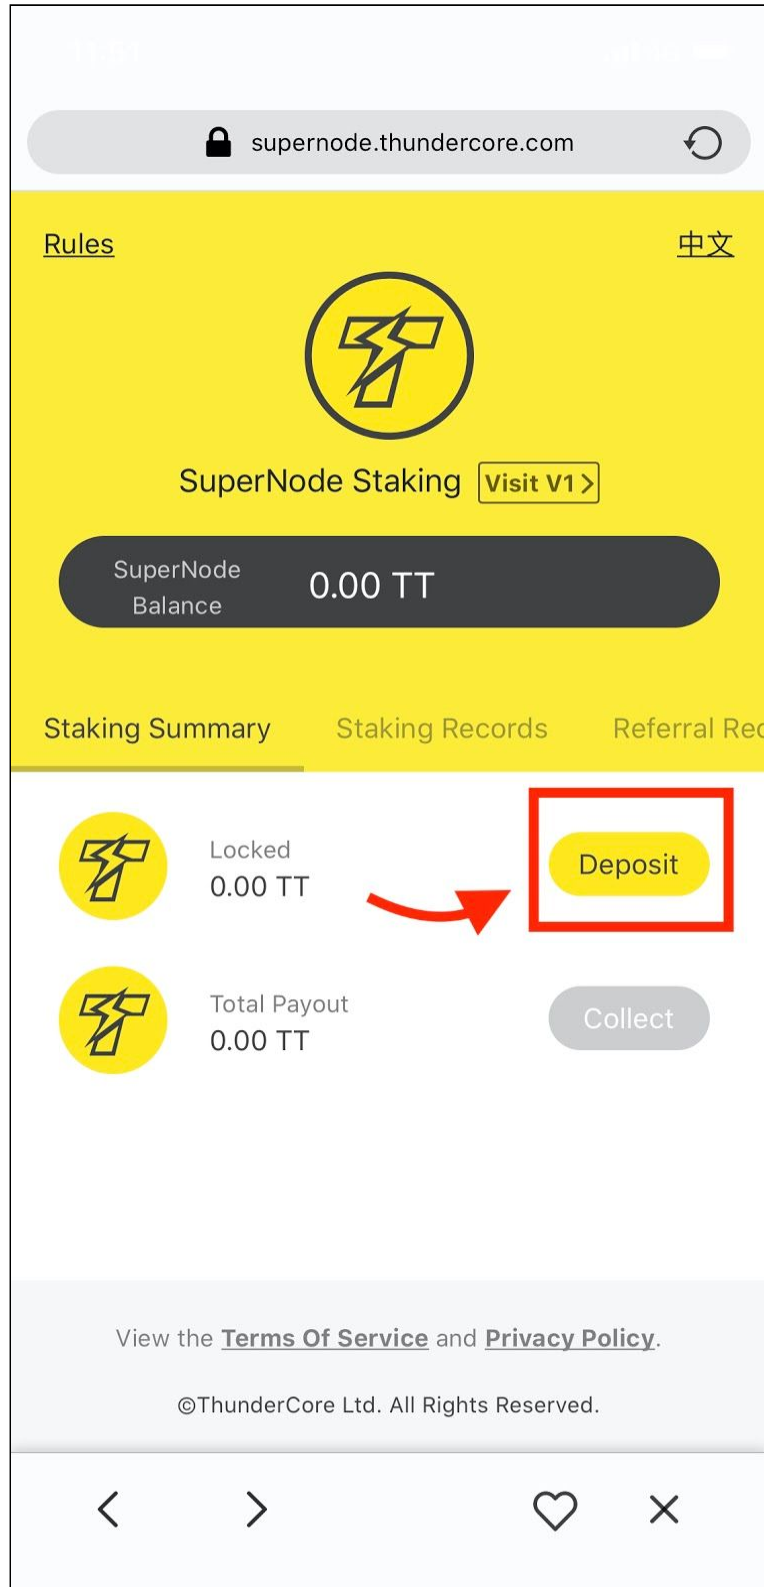 supernode.thundercore.com
Rules
中文
SuperNode Staking
Visit V1 >
SuperNode
Balance
0.00 TT
Staking Summary
Staking Records
Referral Rec
Locked
0.00 TT
Deposit
Total Payout
0.00 TT
Collect
View the Terms Of Service and Privacy Policy.
©ThunderCore Ltd. All Rights Reserved.